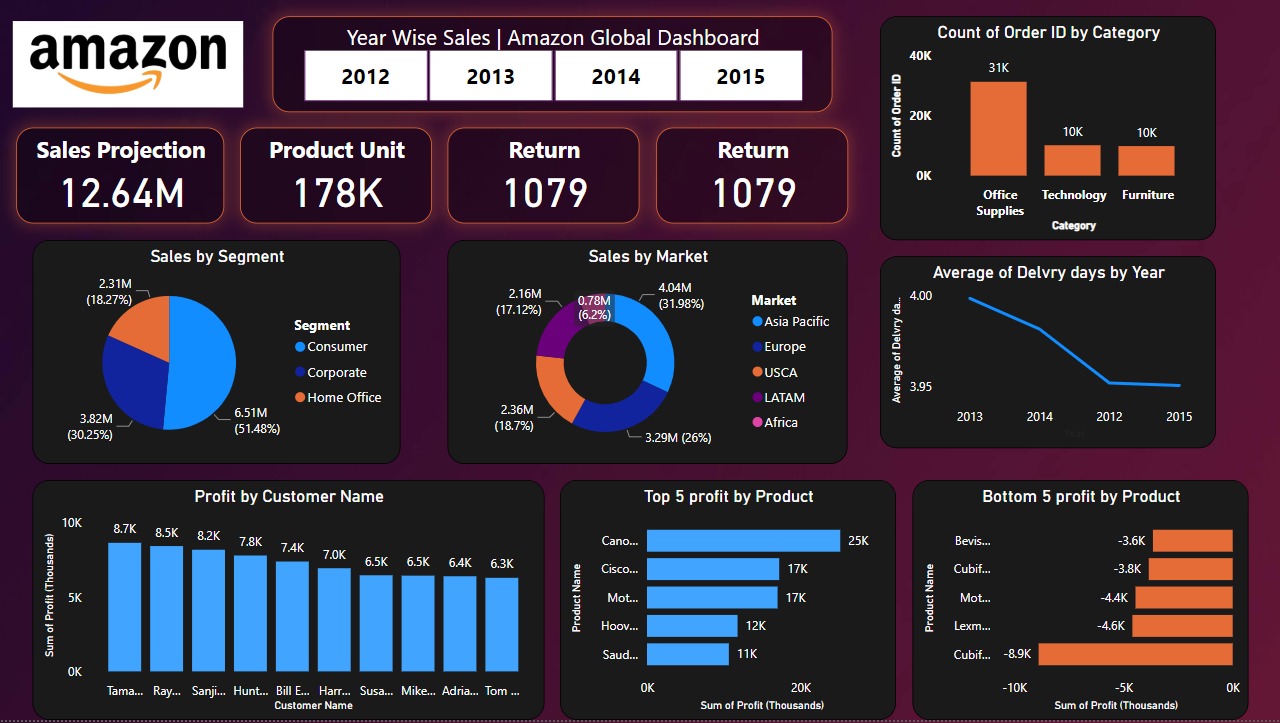 amazon
Year Wise Sales | Amazon Global Dashboard
2012
2013
2014
2015
Sales Projection
12.64M
Product Unit
178K
Return
1079
Return
1079
Count of Order ID by Category
Count of Order ID
40K
20K
0K
31K
10K
10K
Office
Supplies
Technology
Furniture
Category
Sales by Segment
2.31M
(18.27%)
3.82M
(30.25%)
6.51M
(51.48%)
Segment
Consumer
Corporate
Home Office
Sales by Market
2.16M
(17.12%)
0.78M
(6.2%)
4.04M
(31.98%)
2.36M
(18.7%)
3.29M (26%)
Market
Asia Pacific
Europe
USCA
LATAM
Africa
Average of Delvry days by Year
Average of Delvry da...
4.00
3.95
2013
2014
2012
2015
Year
Profit by Customer Name
Sum of Profit (Thousands)
10K
5K
0K
8.7K
8.5K
8.2K
7.8K
7.4K
7.0K
6.5K
6.5K
6.4K
6.3K
Tama...
Ray...
Sanji...
Hunt...
Bill E...
Harr...
Susa...
Mike...
Adria...
Tom ...
Customer Name
Top 5 profit by Product
Product Name
Cano...
25K
Cisco...
17K
Mot...
17K
Hoov...
12K
Saud...
11K
0K
20K
Sum of Profit (Thousands)
Bottom 5 profit by Product
Product Name
Bevis...
-3.6K
Cubif...
-3.8K
Mot...
-4.4K
Lexm...
-4.6K
Cubif...
-8.9K
-10K
-5K
0K
Sum of Profit (Thousands)